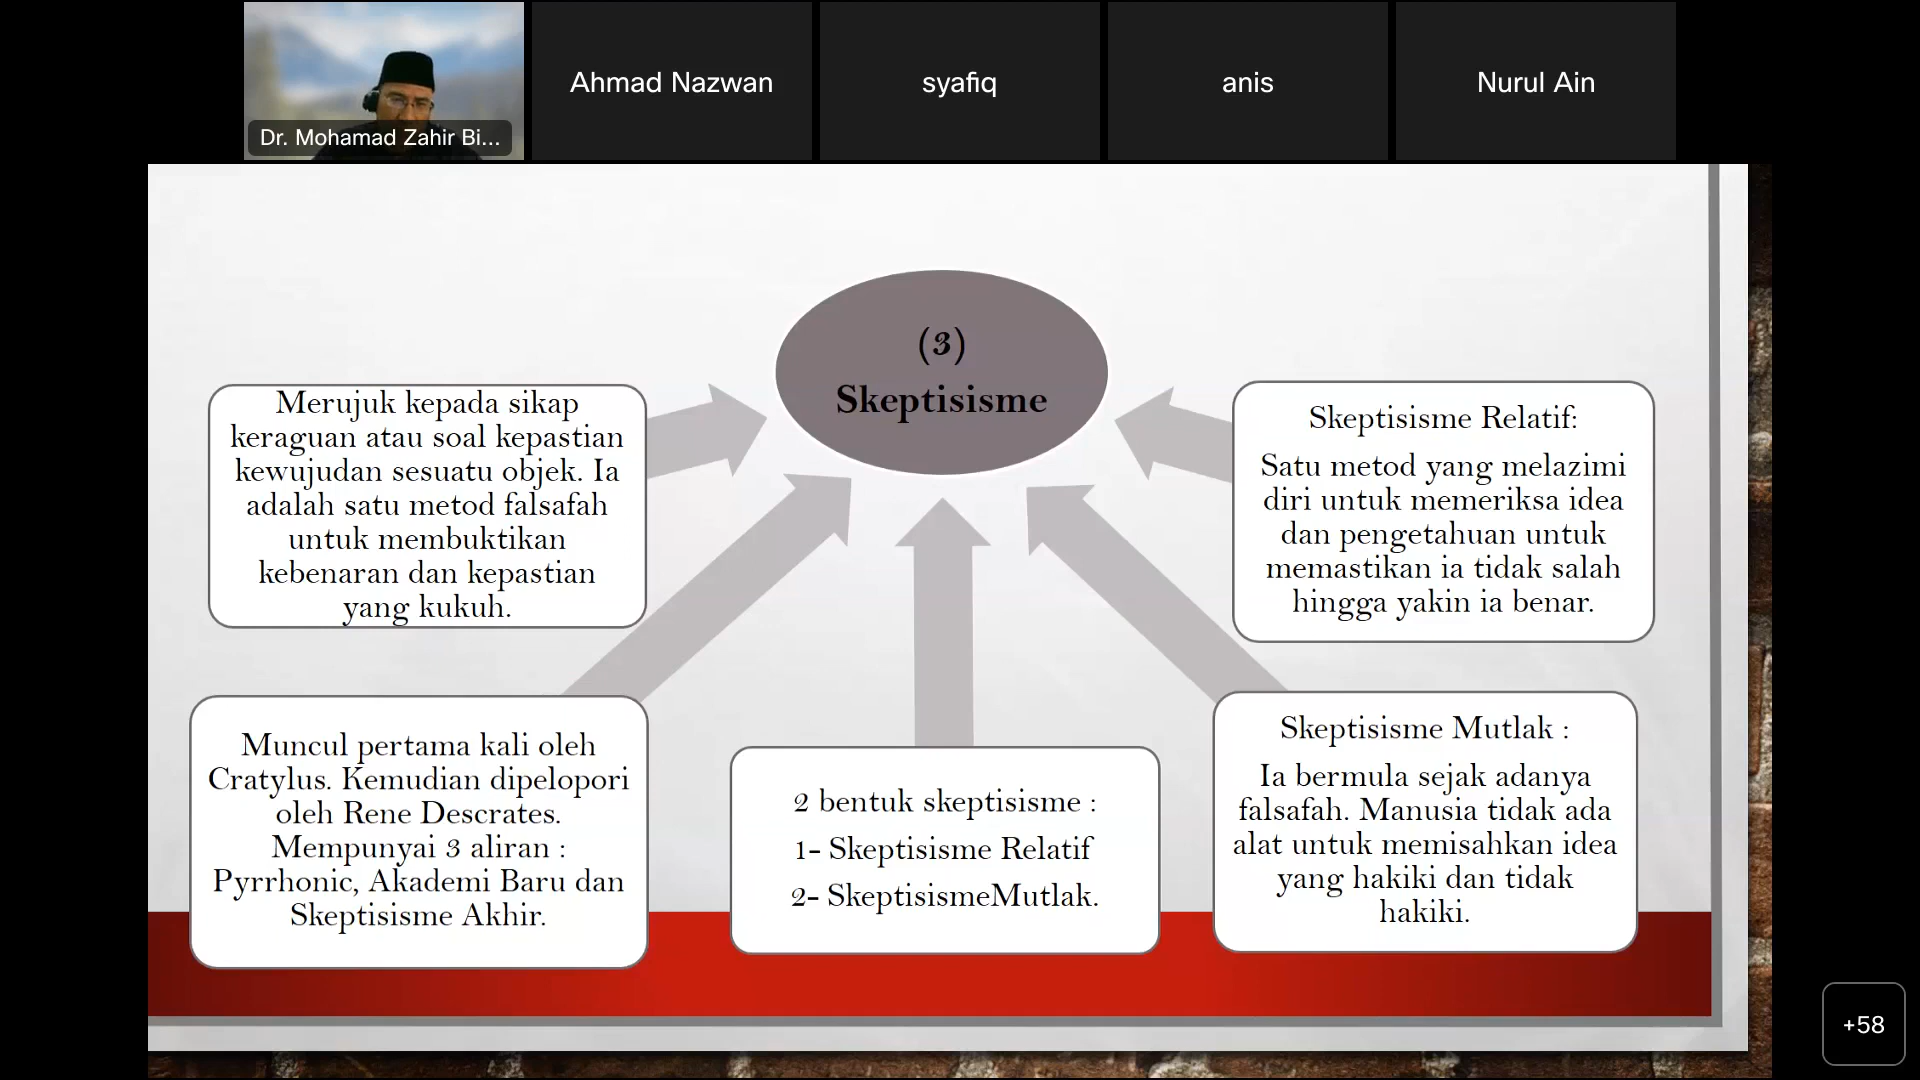 Dr. Mohamad Zahir Bi...
Ahmad Nazwan
syafiq
anis
Nurul Ain
(3)
Skeptisisme
Merujuk kepada sikap
keraguan atau soal kepastian
kewujudan sesuatu objek. Ia
adalah satu metod falsafah
untuk membuktikan
kebenaran dan kepastian
yang kukuh.
Muncul pertama kali oleh
Cratylus. Kemudian dipelopori
oleh Rene Descrates.
Mempunyai 3 aliran :
Pyrrhonic, Akademi Baru dan
Skeptisisme Akhir.
2 bentuk skeptisisme :
1- Skeptisisme Relatif
2- SkeptisismeMutlak.
Skeptisisme Mutlak :
Ia bermula sejak adanya
falsafah. Manusia tidak ada
alat untuk memisahkan idea
yang hakiki dan tidak
hakiki.
Skeptisisme Relatif:
Satu metod yang melazimi
diri untuk memeriksa idea
dan pengetahuan untuk
memastikan ia tidak salah
hingga yakin ia benar.
+58